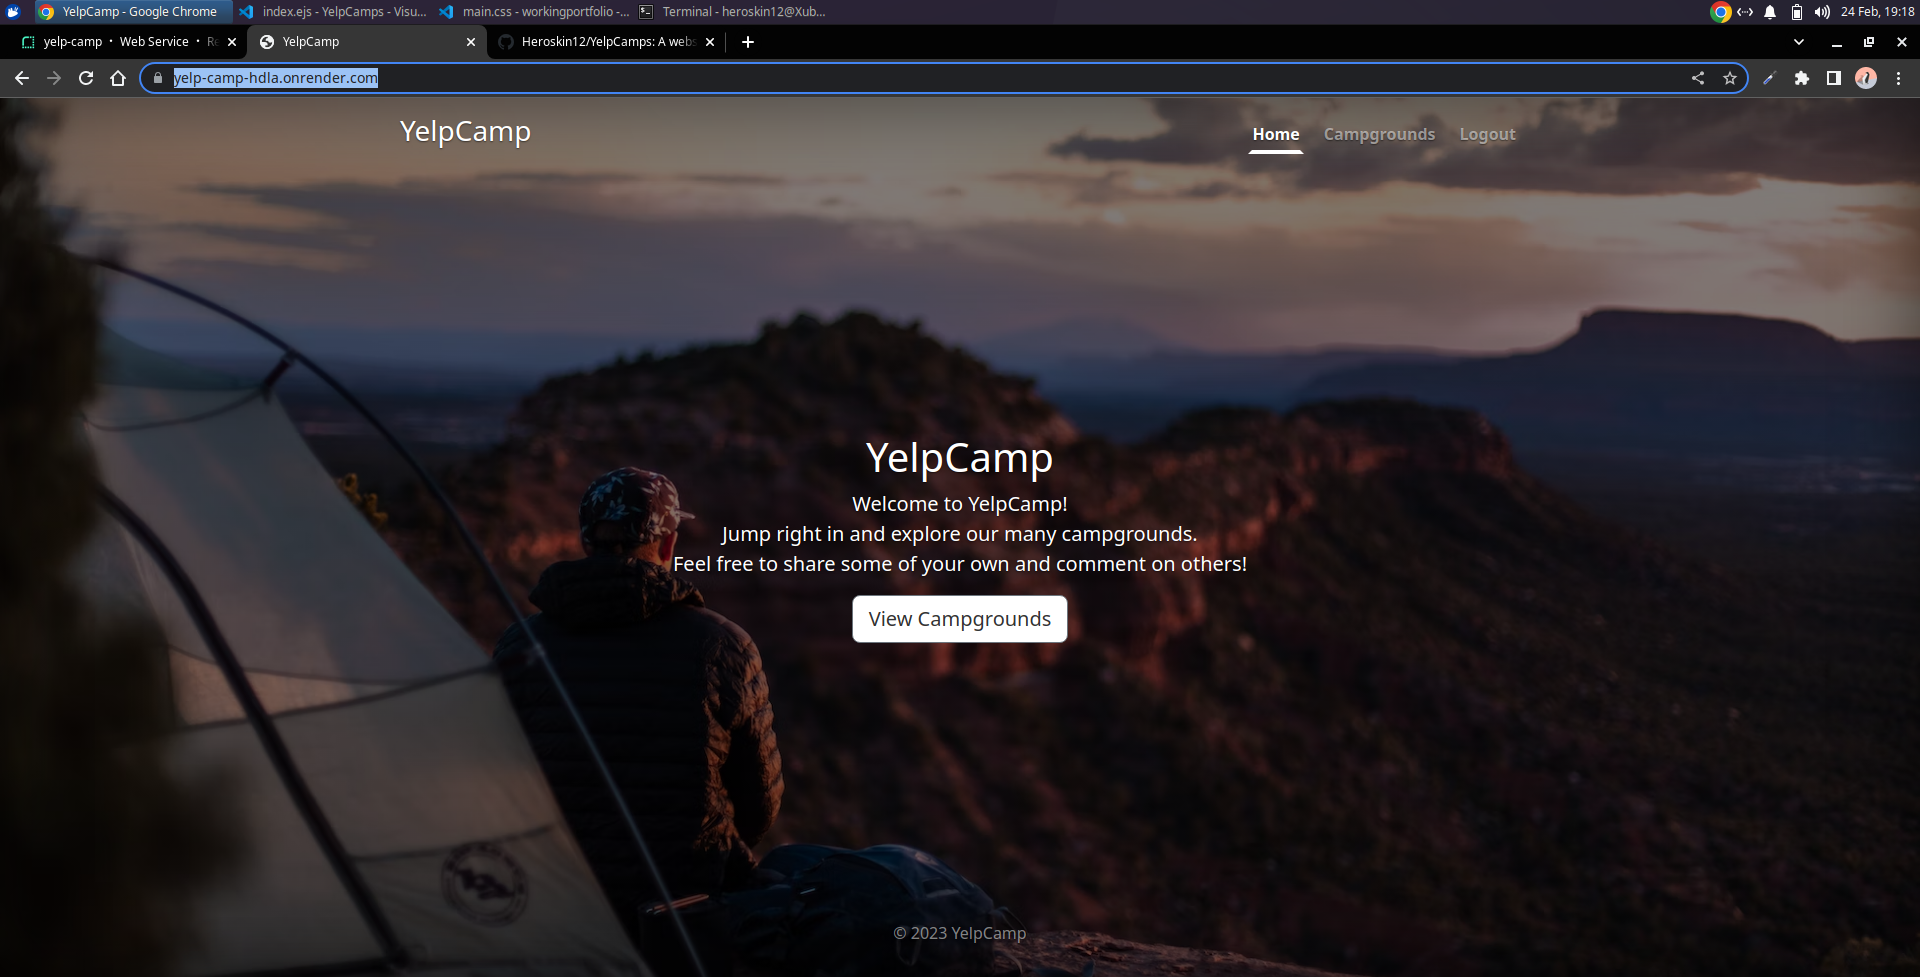 YelpCamp - Google Chrome
index.ejs - YelpCamps - Visu...
main.css - workingportfolio -...
Terminal - heroskin12@Xub...
24 Feb, 19:18
yelp-camp · Web Service · Re
YelpCamp
Heroskin12/YelpCamps: A webs
yelp-camp-hdla.onrender.com
YelpCamp
Home
Campgrounds
Logout
YelpCamp
Welcome to YelpCamp!
Jump right in and explore our many campgrounds.
Feel free to share some of your own and comment on others!
View Campgrounds
© 2023 YelpCamp